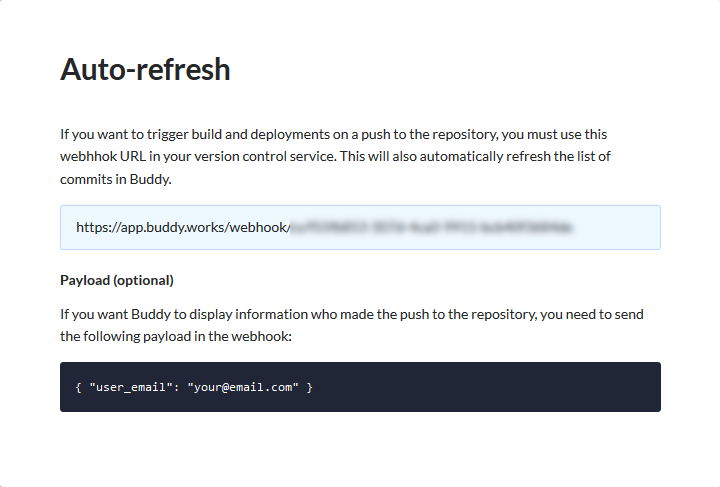 Auto-refresh
If you want to trigger build and deployments on a push to the repository, you must use this
webhhok URL in your version control service. This will also automatically refresh the list of
commits in Buddy.
https://app.buddy.works/webhook/
Payload (optional)
If you want Buddy to display information who made the push to the repository, you need to send
the following payload in the webhook:
{ "user_email": "your@email.com" }